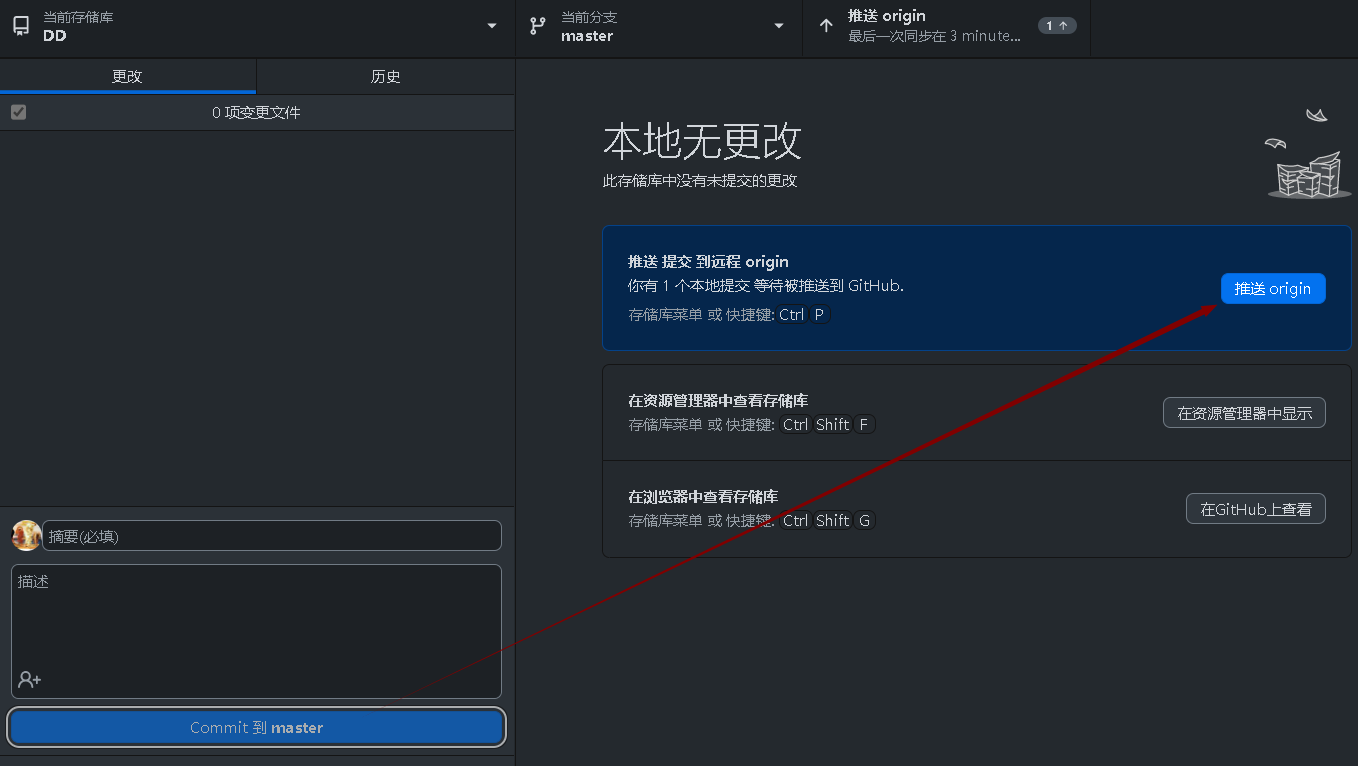 当前存储库
DD
当前分支
master
推送 origin
最后一次同步在 3 minute...
1
更改
历史
0 项变更文件
本地无更改
此存储库中没有未提交的更改
推送 提交 到远程 origin
你有 1 个本地提交 等待被推送到 GitHub.
存储库菜单 或 快捷键: Ctrl P
推送 origin
在资源管理器中查看存储库
存储库菜单 或 快捷键: Ctrl Shift F
在资源管理器中显示
在浏览器中查看存储库
存储库菜单 或 快捷键: Ctrl Shift G
在GitHub上查看
摘要(必填)
描述
Commit 到 master